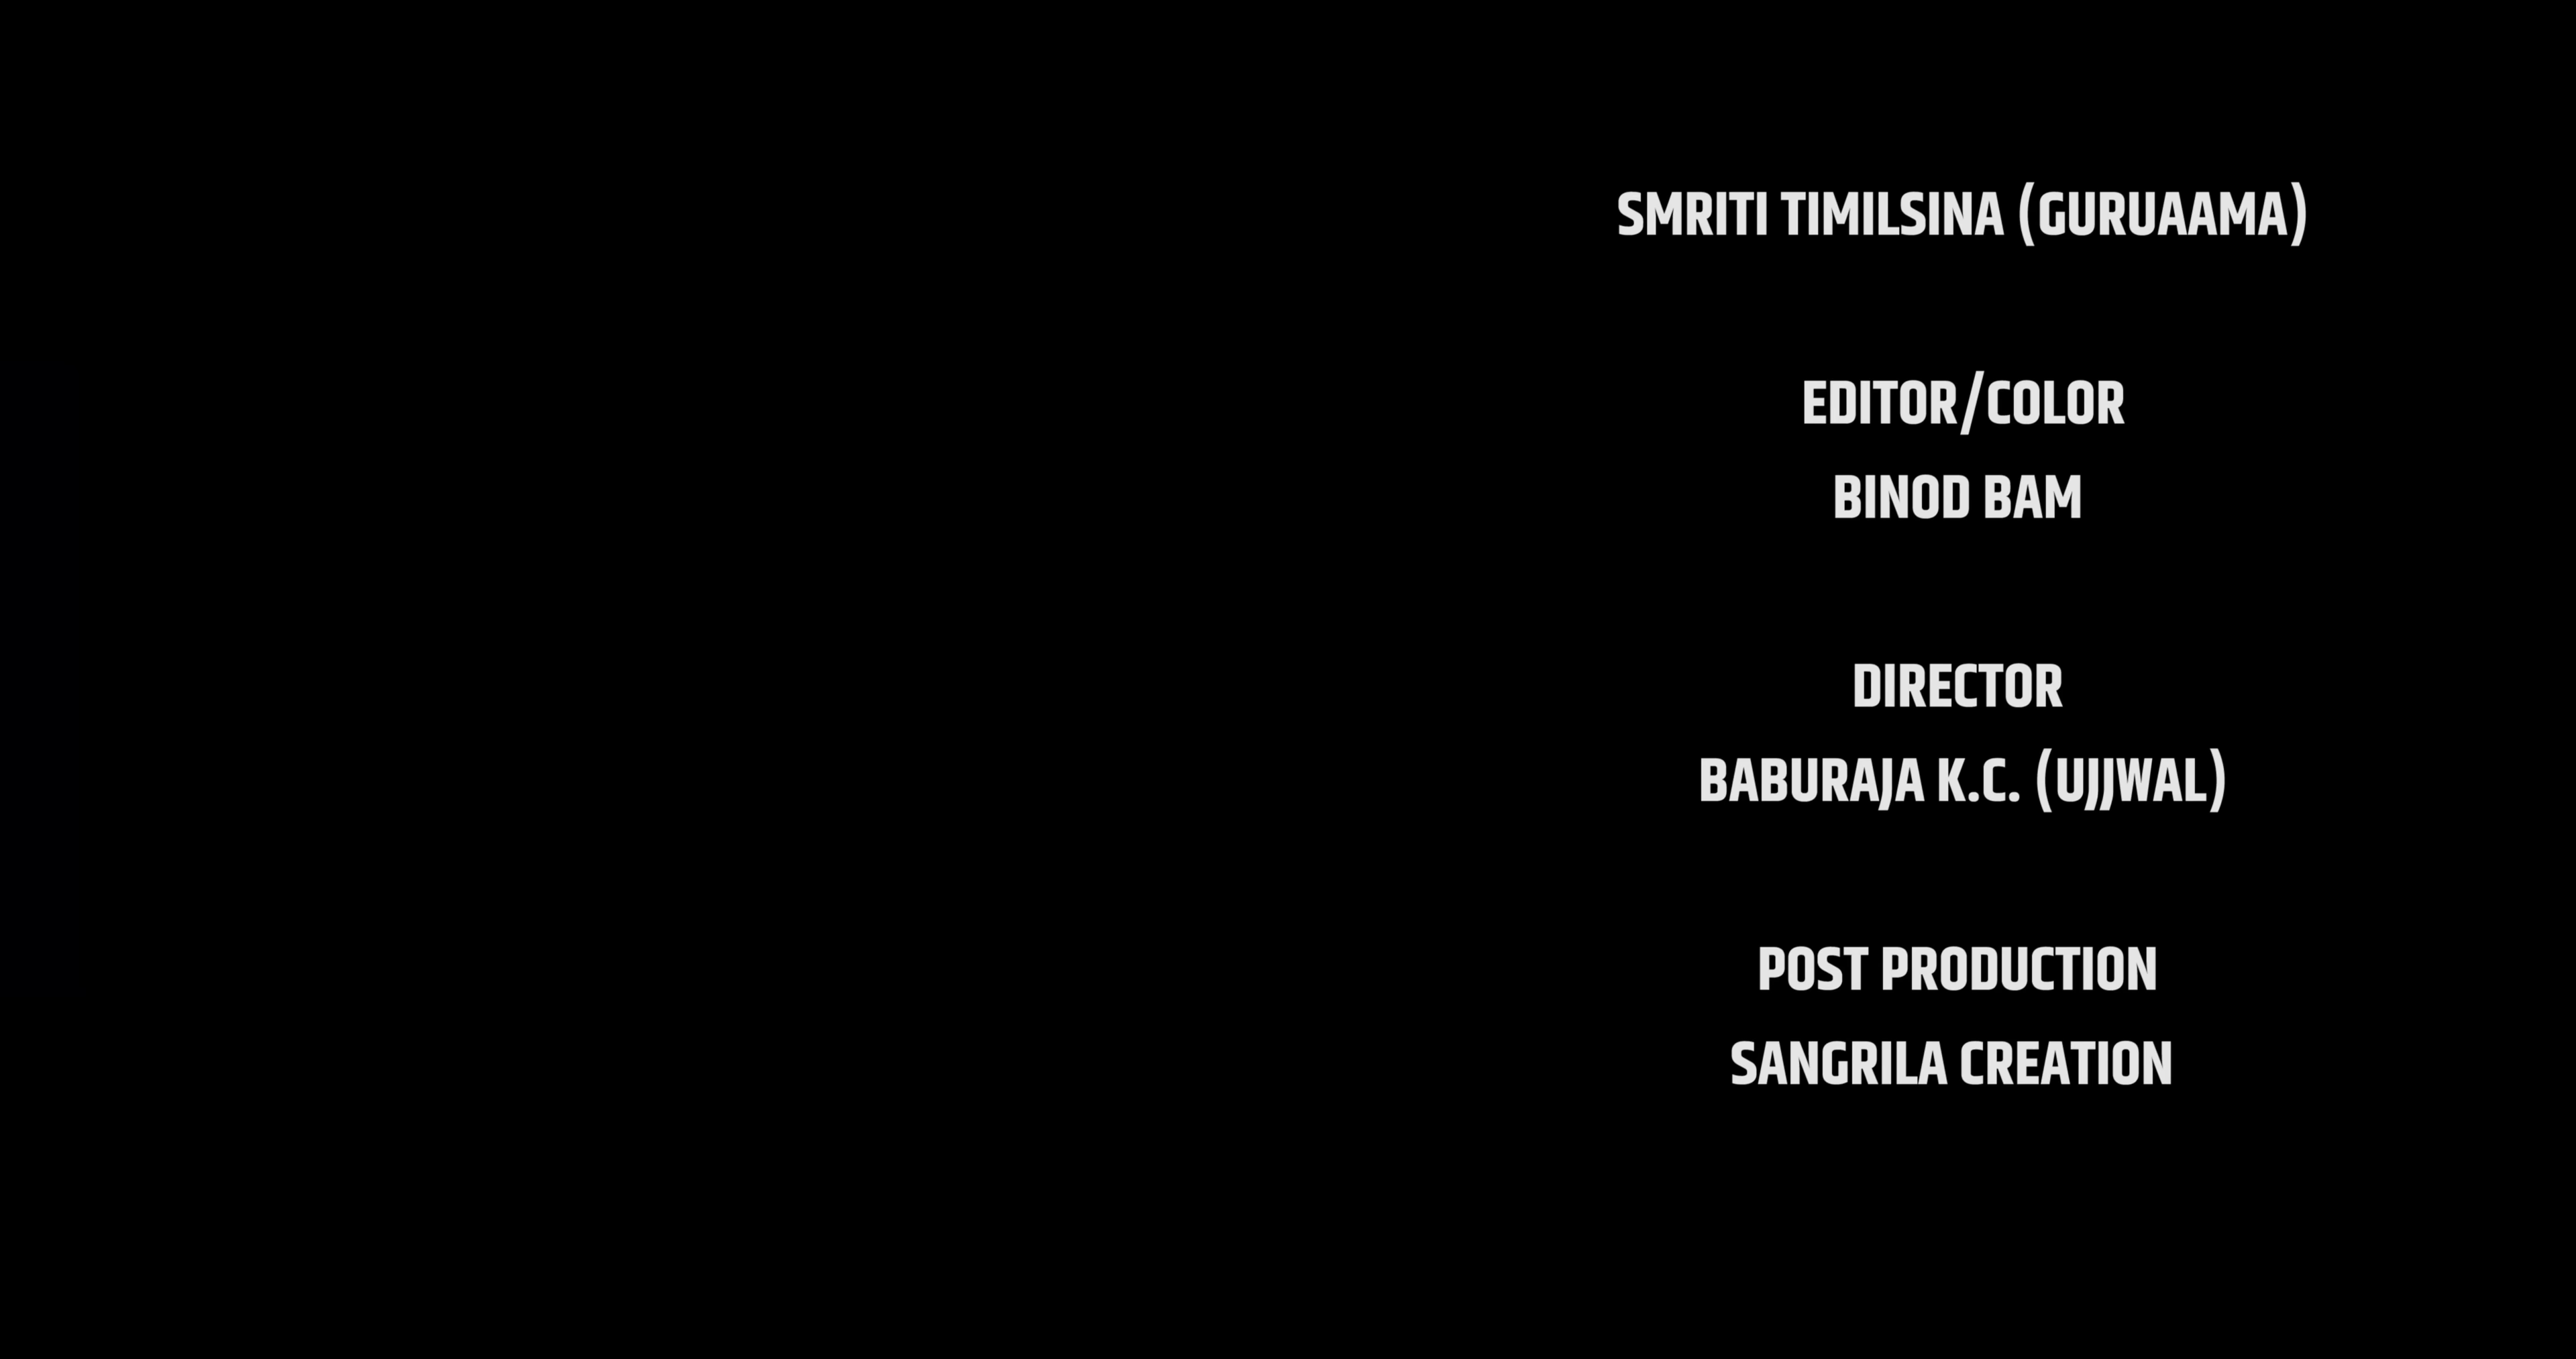 SMRITI TIMILSINA (GURUAAMA)
EDITOR/COLOR
BINOD BAM
DIRECTOR
BABURAJA K.C. (UJJWAL)
POST PRODUCTION
SANGRILA CREATION